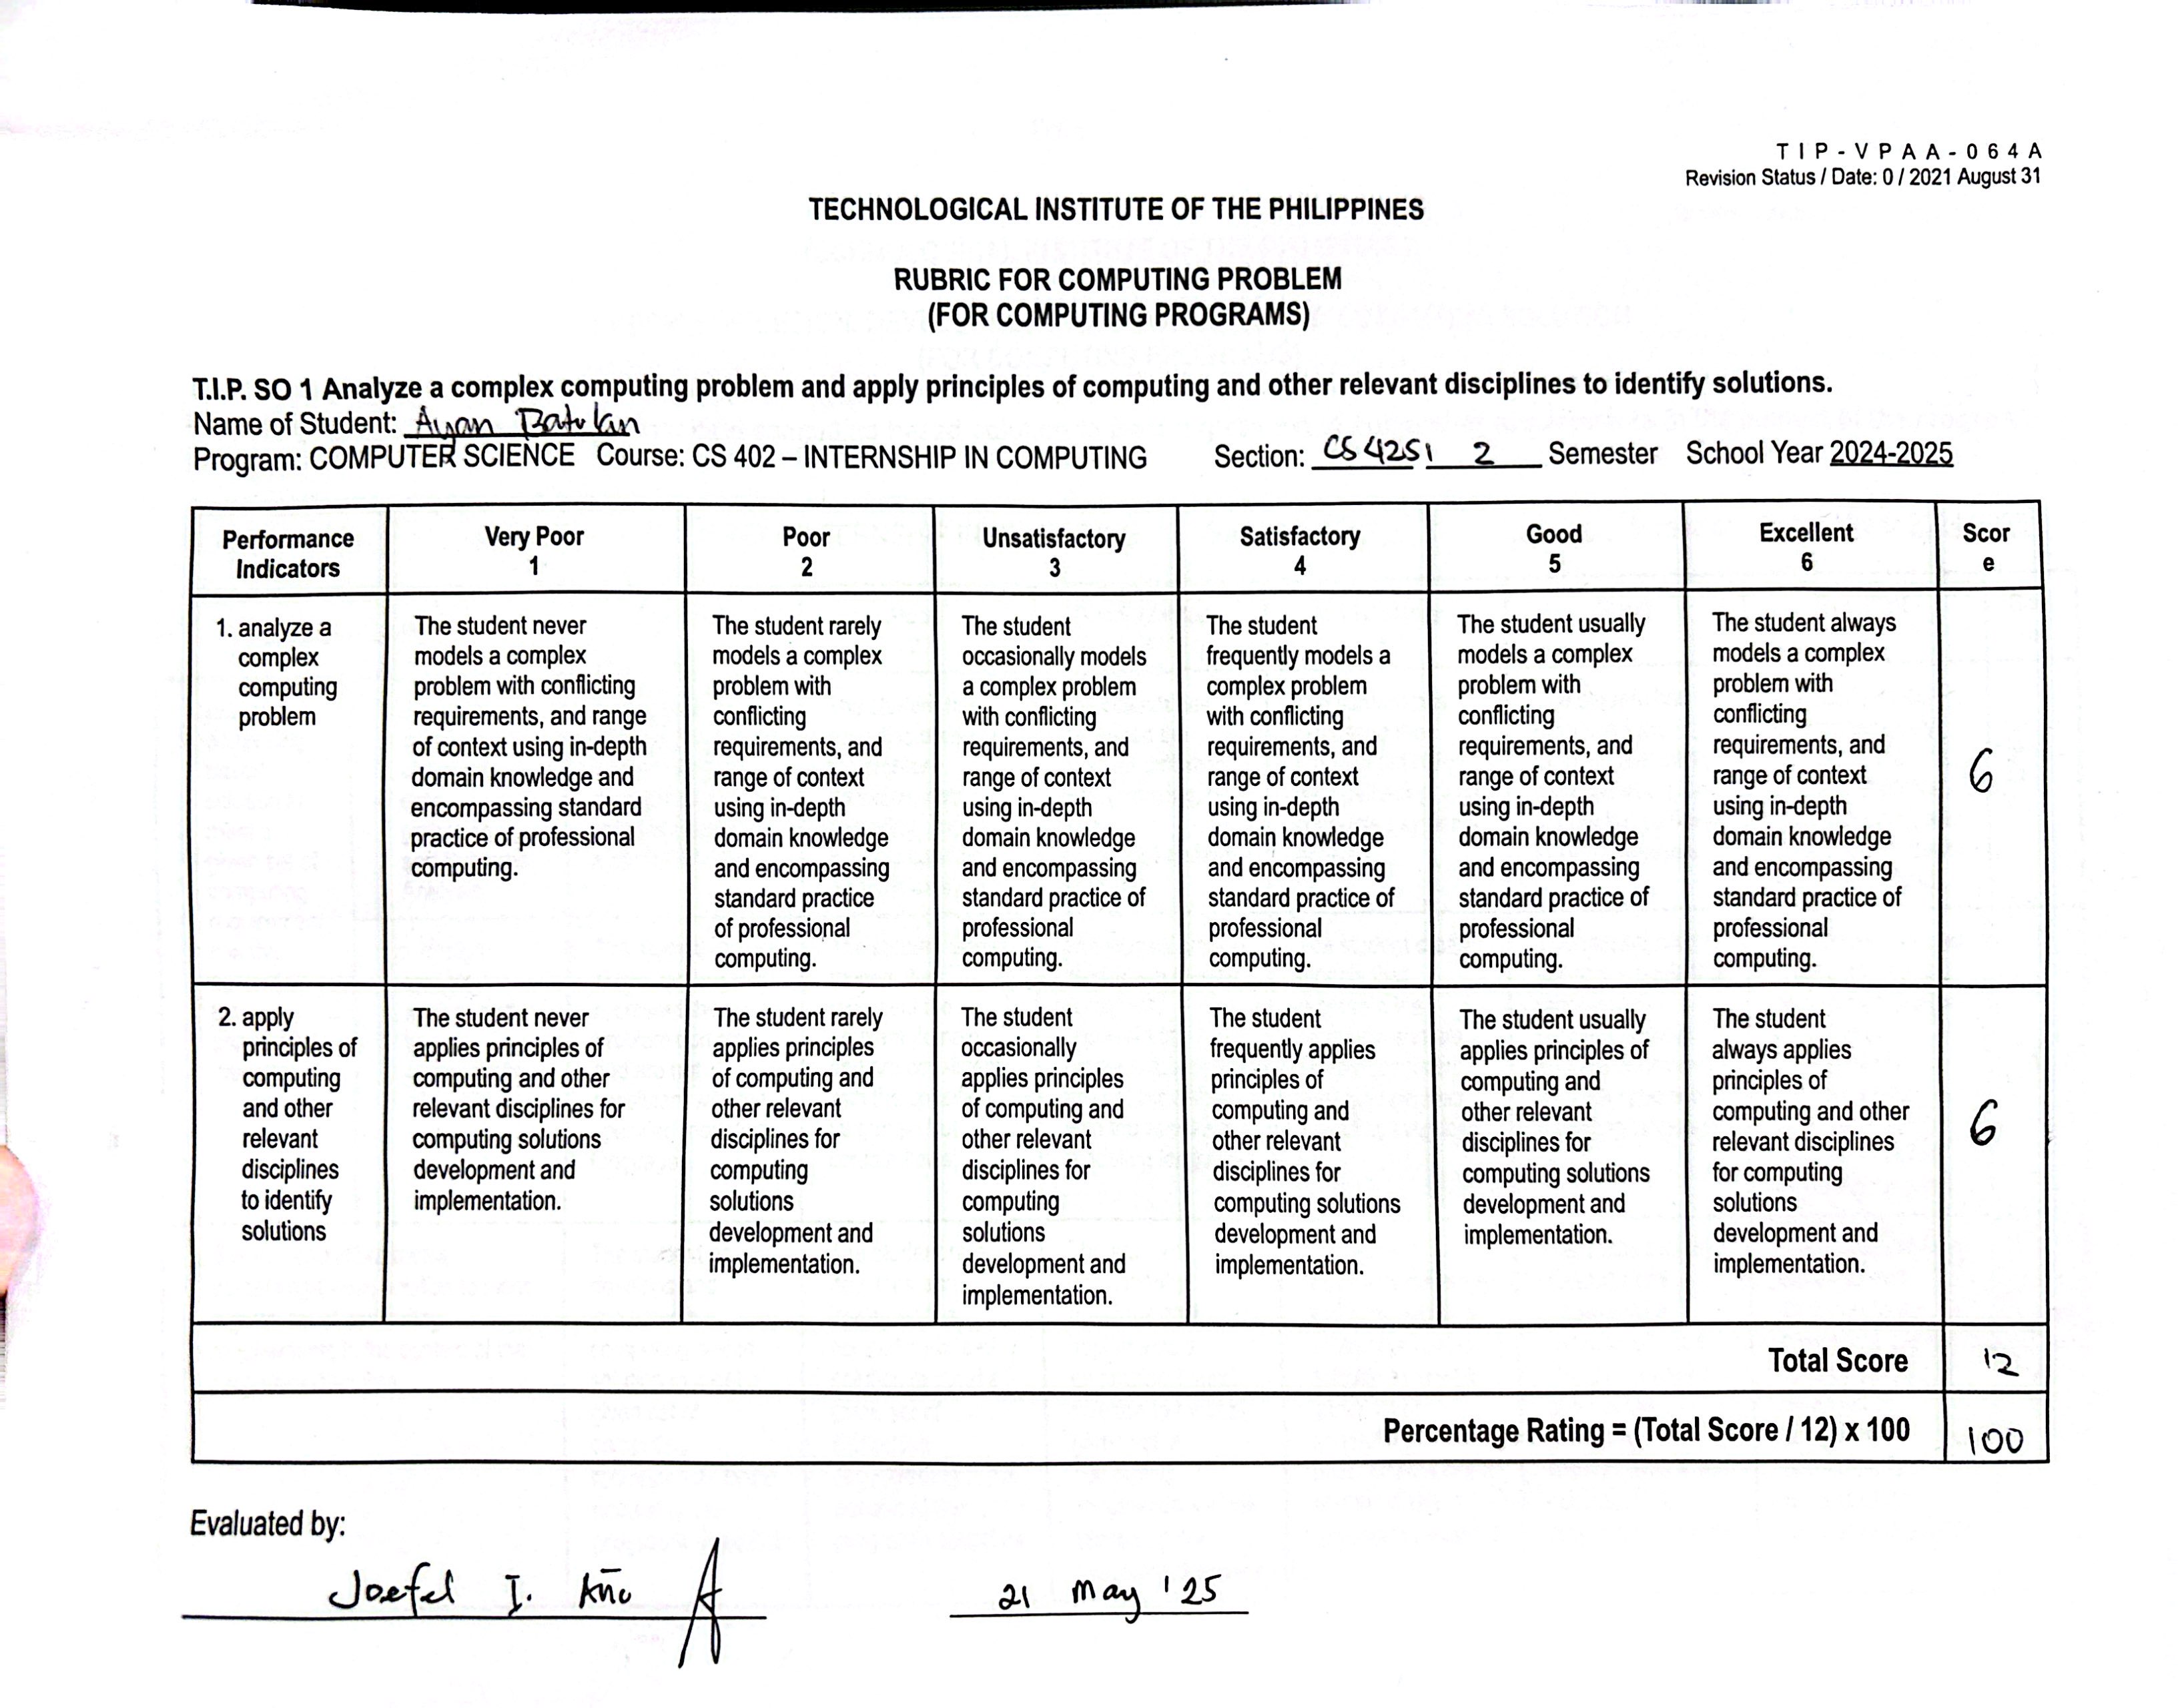 TIP-VPAA-064A
Revision Status / Date: 0 / 2021 August 31
TECHNOLOGICAL INSTITUTE OF THE PHILIPPINES
RUBRIC FOR COMPUTING PROBLEM
(FOR COMPUTING PROGRAMS)
T.I.P. SO 1 Analyze a complex computing problem and apply principles of computing and other relevant disciplines to identify solutions.
Name of Student: Ayan Batulan
Program: COMPUTER SCIENCE Course: CS 402 – INTERNSHIP IN COMPUTING Section: CS42S1 2 Semester School Year 2024-2025
Performance
Indicators
Very Poor
1
Poor
2
Unsatisfactory
3
Satisfactory
4
Good
5
Excellent
6
Scor
e
1. analyze a
complex
computing
problem
The student never
models a complex
problem with conflicting
requirements, and range
of context using in-depth
domain knowledge and
encompassing standard
practice of professional
computing.
The student rarely
models a complex
problem with
conflicting
requirements, and
range of context
using in-depth
domain knowledge
and encompassing
standard practice
of professional
computing.
The student
occasionally models
a complex problem
with conflicting
requirements, and
range of context
using in-depth
domain knowledge
and encompassing
standard practice of
professional
computing.
The student
frequently models a
complex problem
with conflicting
requirements, and
range of context
using in-depth
domain knowledge
and encompassing
standard practice of
professional
computing.
The student usually
models a complex
problem with
conflicting
requirements, and
range of context
using in-depth
domain knowledge
and encompassing
standard practice of
professional
computing.
The student always
models a complex
problem with
conflicting
requirements, and
range of context
using in-depth
domain knowledge
and encompassing
standard practice of
professional
computing.
6
2. apply
principles of
computing
and other
relevant
disciplines
to identify
solutions
The student never
applies principles of
computing and other
relevant disciplines for
computing solutions
development and
implementation.
The student rarely
applies principles
of computing and
other relevant
disciplines for
computing
solutions
development and
implementation.
The student
occasionally
applies principles
of computing and
other relevant
disciplines for
computing
solutions
development and
implementation.
The student
frequently applies
principles of
computing and
other relevant
disciplines for
computing solutions
development and
implementation.
The student usually
applies principles of
computing and
other relevant
disciplines for
computing solutions
development and
implementation.
The student
always applies
principles of
computing and other
relevant disciplines
for computing
solutions
development and
implementation.
6
Total Score 12
Percentage Rating = (Total Score / 12) x 100 100
Evaluated by:
Joefel I. Año 21 May '25